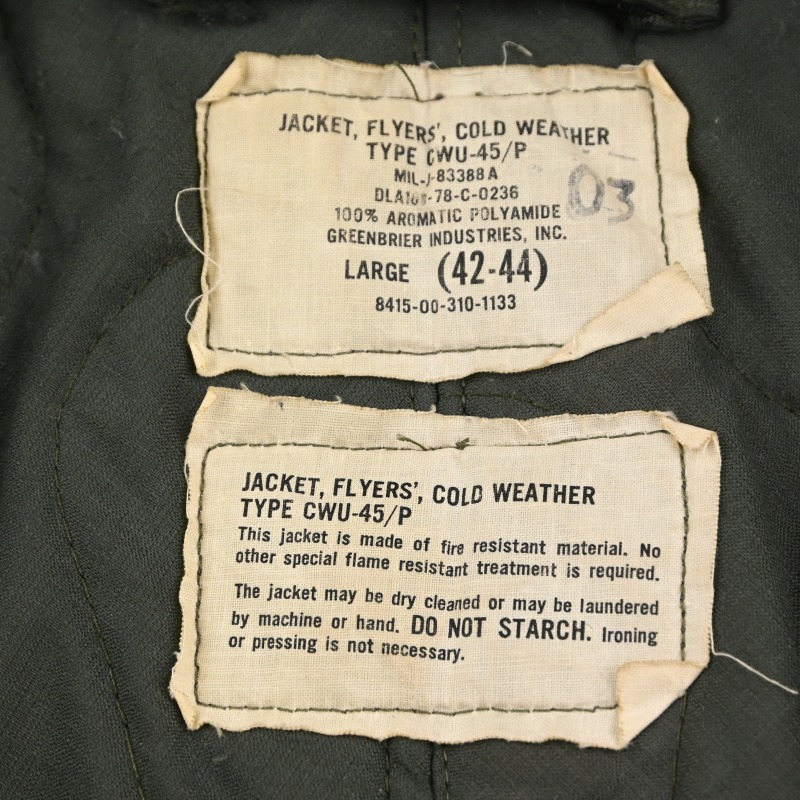 JACKET, FLYERS', COLD WEATHER
TYPE CWU-45/P
MIL-J-83388A
DLA100-78-C-0236
100% AROMATIC POLYAMIDE
03
GREENBRIER INDUSTRIES, INC.
LARGE (42-44)
8415-00-310-1133
JACKET, FLYERS', COLD WEATHER
TYPE CWU-45/P
This jacket is made of fire resistant material. No
other special flame resistant treatment is required.
The jacket may be dry cleaned or may be laundered
by machine or hand. DO NOT STARCH. Ironing
or pressing is not necessary.